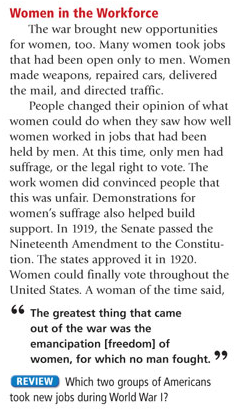 Women in the Workforce
The war brought new opportunities
for women, too. Many women took jobs
that had been open only to men. Women
made weapons, repaired cars, delivered
the mail, and directed traffic.
People changed their opinion of what
women could do when they saw how well
women worked in jobs that had been
held by men. At this time, only men had
suffrage, or the legal right to vote. The
work women did convinced people that
this was unfair. Demonstrations for
women's suffrage also helped build
support. In 1919, the Senate passed the
Nineteenth Amendment to the Constitu-
tion. The states approved it in 1920.
Women could finally vote throughout the
United States. A woman of the time said,
“ The greatest thing that came
out of the war was the
emancipation [freedom] of
women, for which no man fought. ”
REVIEW Which two groups of Americans
took new jobs during World War I?